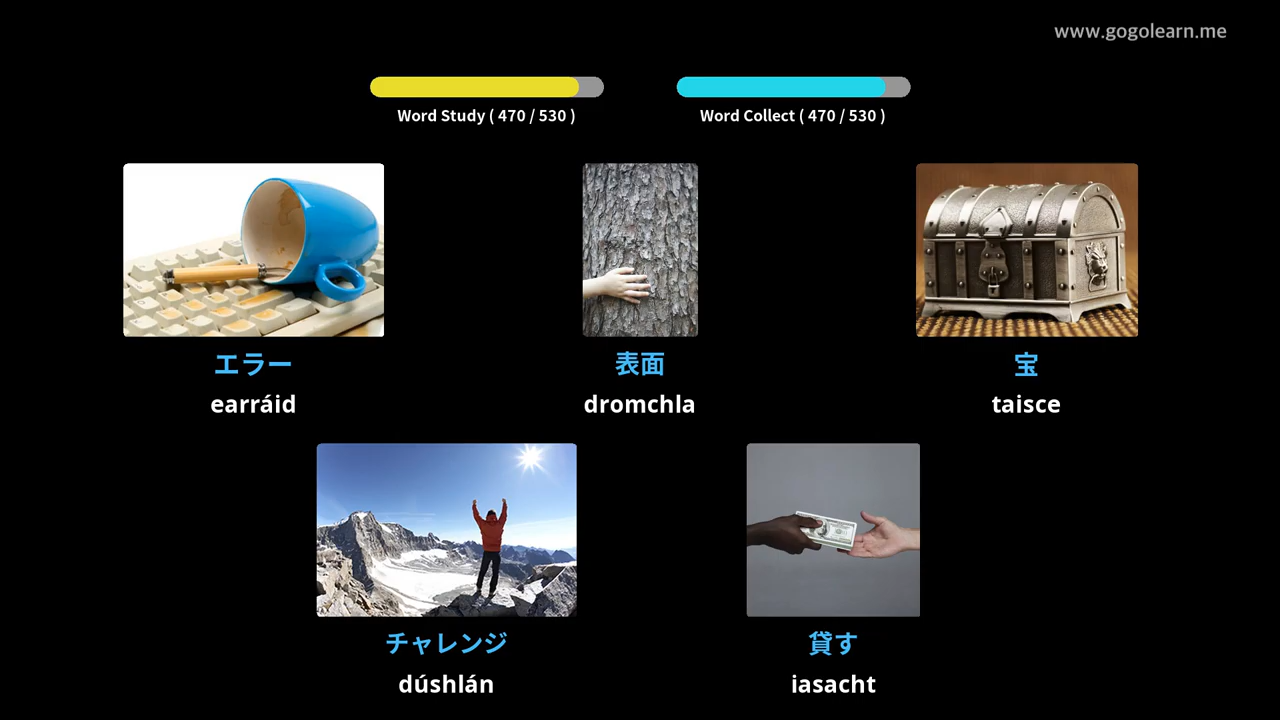 www.gogolearn.me
Word Study ( 470 / 530 )
Word Collect ( 470 / 530 )
エラー
earráid
表面
dromchla
宝
taisce
チャレンジ
dúshlán
貸す
iasacht